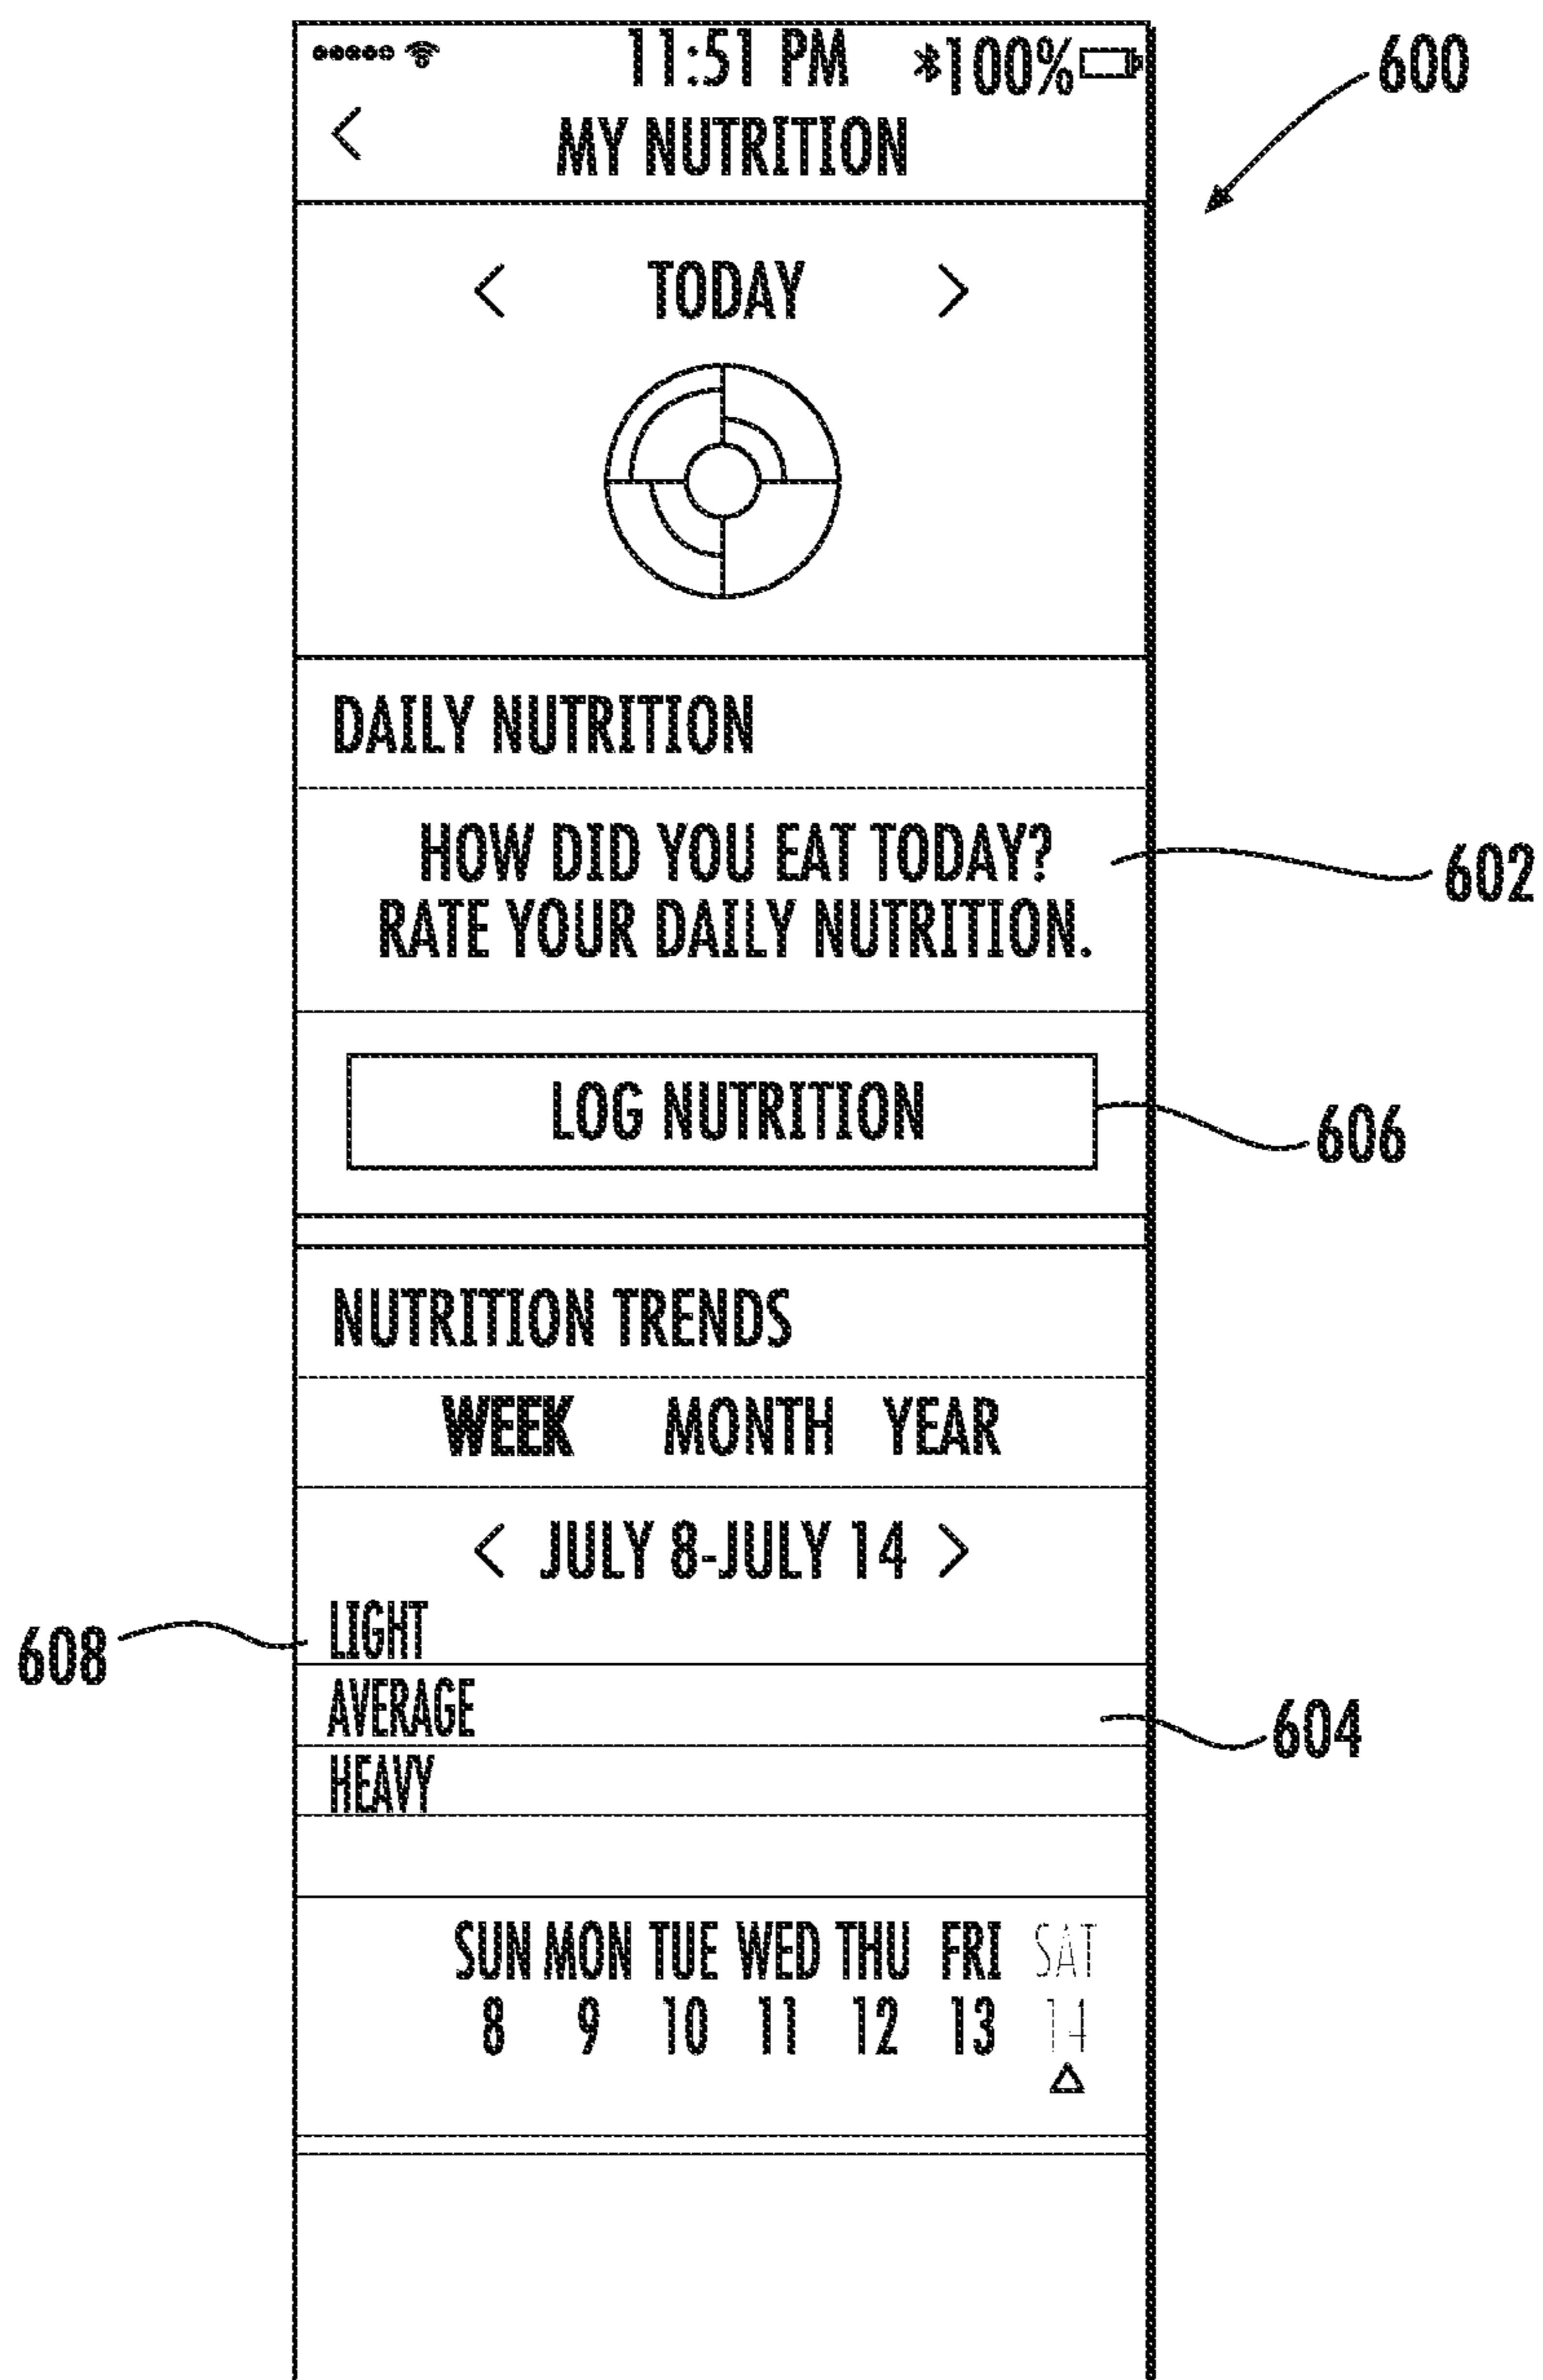 11:51 PM 100%
600
< MY NUTRITION
< TODAY >
DAILY NUTRITION
HOW DID YOU EAT TODAY?
602
RATE YOUR DAILY NUTRITION.
LOG NUTRITION
606
NUTRITION TRENDS
WEEK MONTH YEAR
< JULY 8-JULY 14 >
608
LIGHT
AVERAGE
604
HEAVY
SUN MON TUE WED THU FRI SAT
8 9 10 11 12 13 14